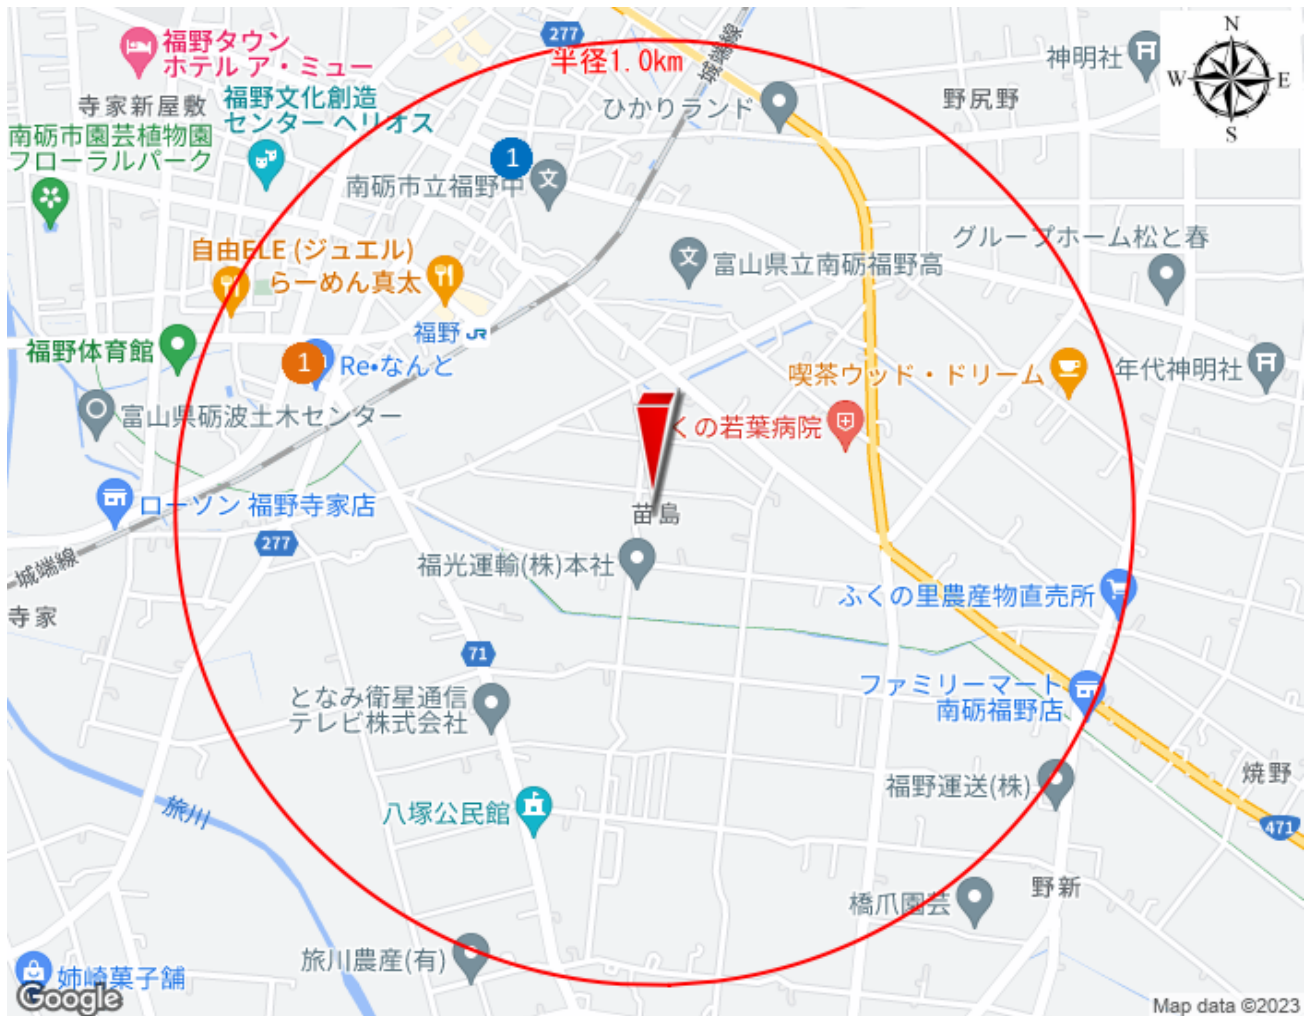 277
半径1.0km
城端線
N
W
E
S
神明社
福野タウン
ホテル ア・ミュー
寺家新屋敷
福野文化創造
センター ヘリオス
ひかりランド
野尻野
南砺市園芸植物園
フローラルパーク
1
南砺市立福野中
文
自由ELE (ジュエル)
らーめん真太
文
富山県立南砺福野高
グループホーム松と春
福野 JR
福野体育館
1
Re•なんと
喫茶ウッド・ドリーム
年代神明社
富山県砺波土木センター
くの若葉病院
ローソン 福野寺家店
苗島
277
城端線
福光運輸(株)本社
寺家
ふくの里農産物直売所
71
となみ衛星通信
テレビ株式会社
ファミリーマート
南砺福野店
旅川
八塚公民館
福野運送(株)
焼野
471
橋爪園芸
野新
旅川農産(有)
姉崎菓子舗
Google
Map data ©2023